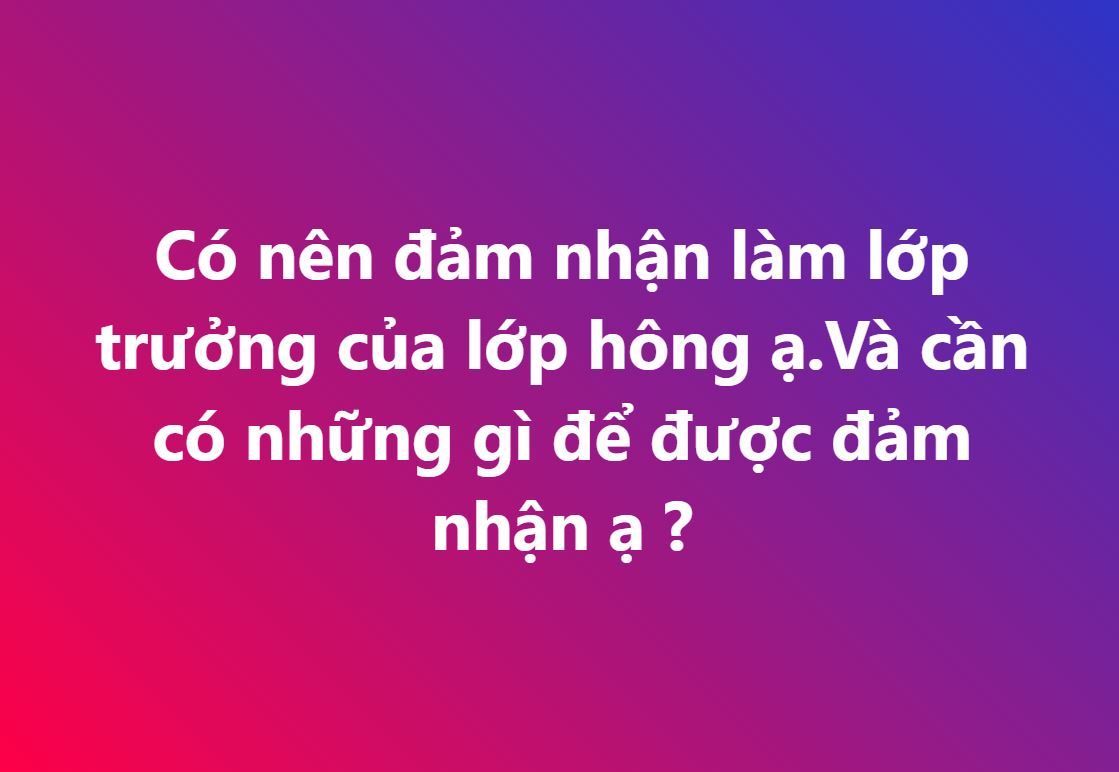 Có nên đảm nhận làm lớp
trưởng của lớp hông ạ.Và cần
có những gì để được đảm
nhận ạ ?